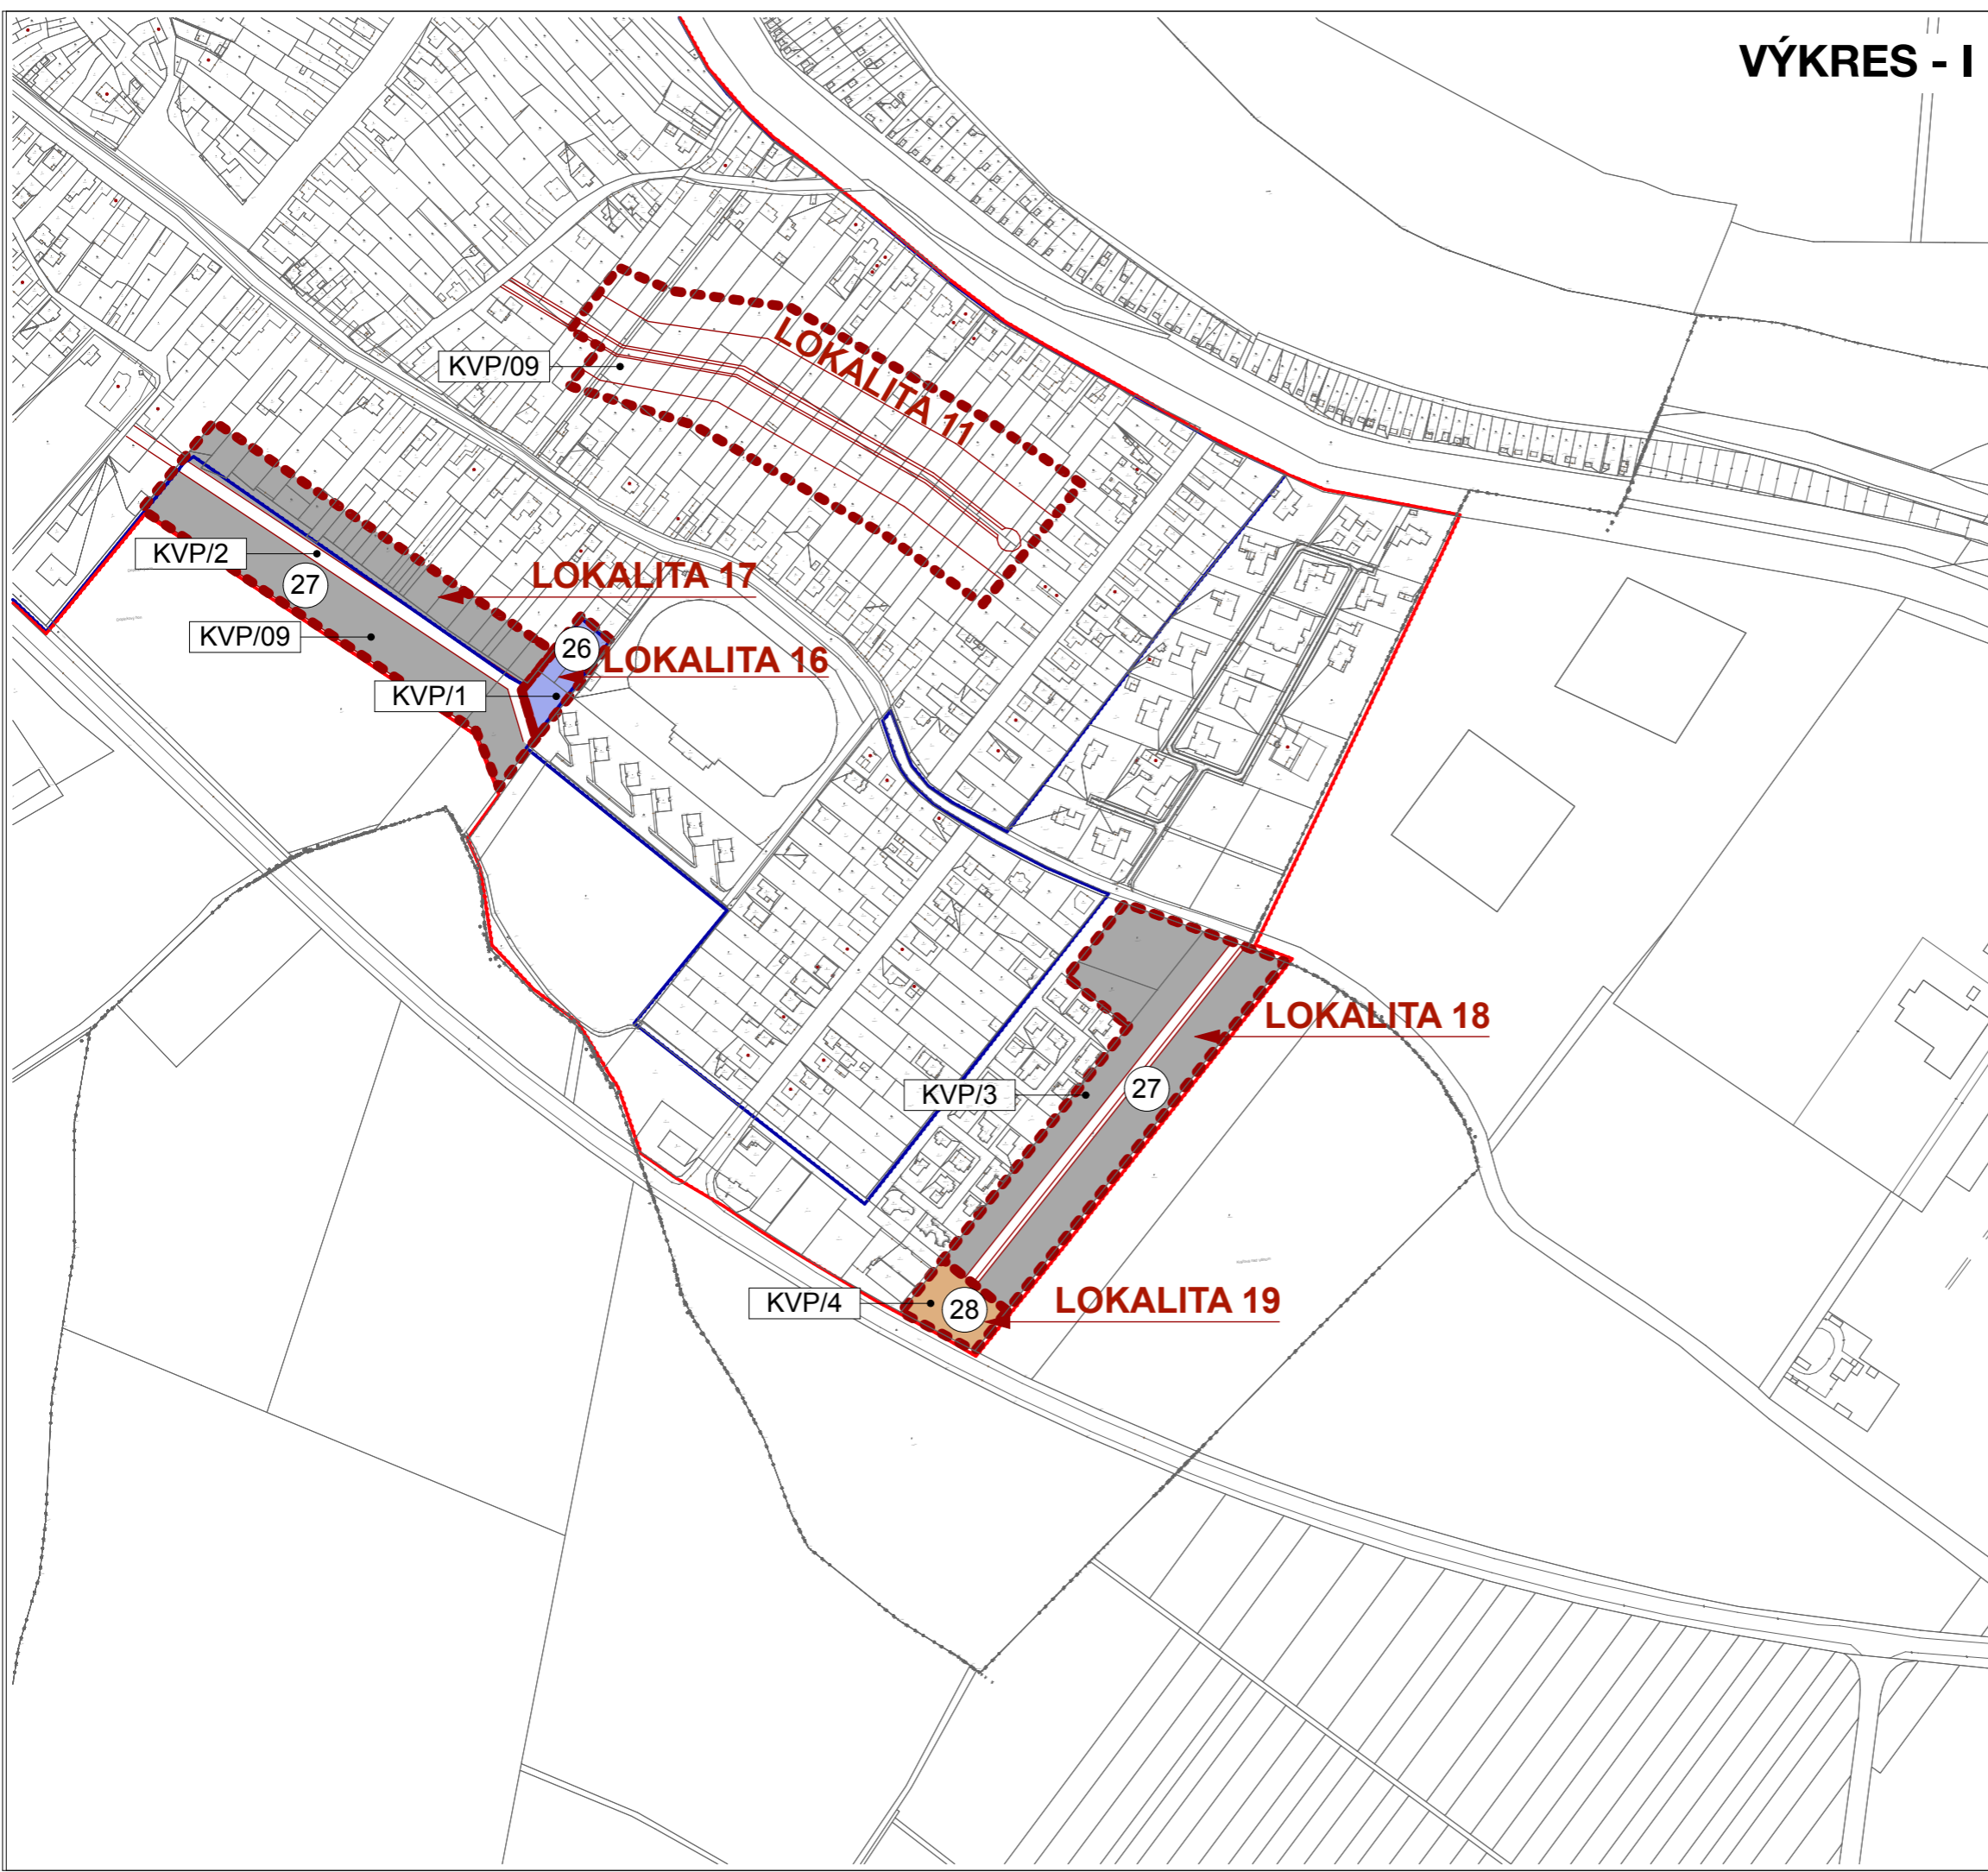 VÝKRES - I
LOKALITA 11
KVP/09
KVP/2
27
LOKALITA 17
KVP/09
26
LOKALITA 16
KVP/1
LOKALITA 18
KVP/3
27
KVP/4
28
LOKALITA 19